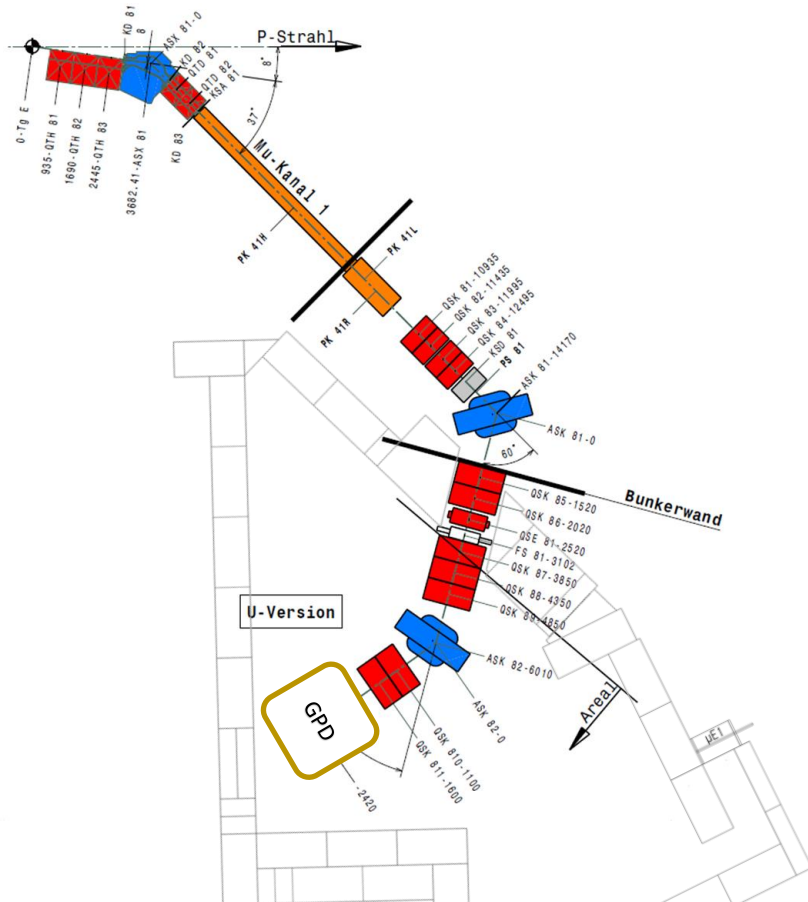 P-Strahl
KD 81
8
ASX 81-0
KD 82
QTD 81
QTD 82
KSA 81
8°
37°
0-Tg E
935-QTH 81
1690-QTH 82
2445-QTH 83
3682.41-ASX 81
KD 83
Mu-Kanal 1
PK 41H
PK 41L
PK 41R
QSK 81-10935
QSK 82-11435
QSK 83-11995
QSK 84-12495
KSD 81
PS 81
ASK 81-14170
ASK 81-0
60°
Bunkerwand
QSK 85-1520
QSK 86-2020
QSE 81-2520
FS 81-3102
QSK 87-3850
QSK 88-4350
QSK 89-4850
U-Version
ASK 82-6010
ASK 82-0
Areal
µE1
GPD
QSK 810-1100
QSK 811-1600
-2420